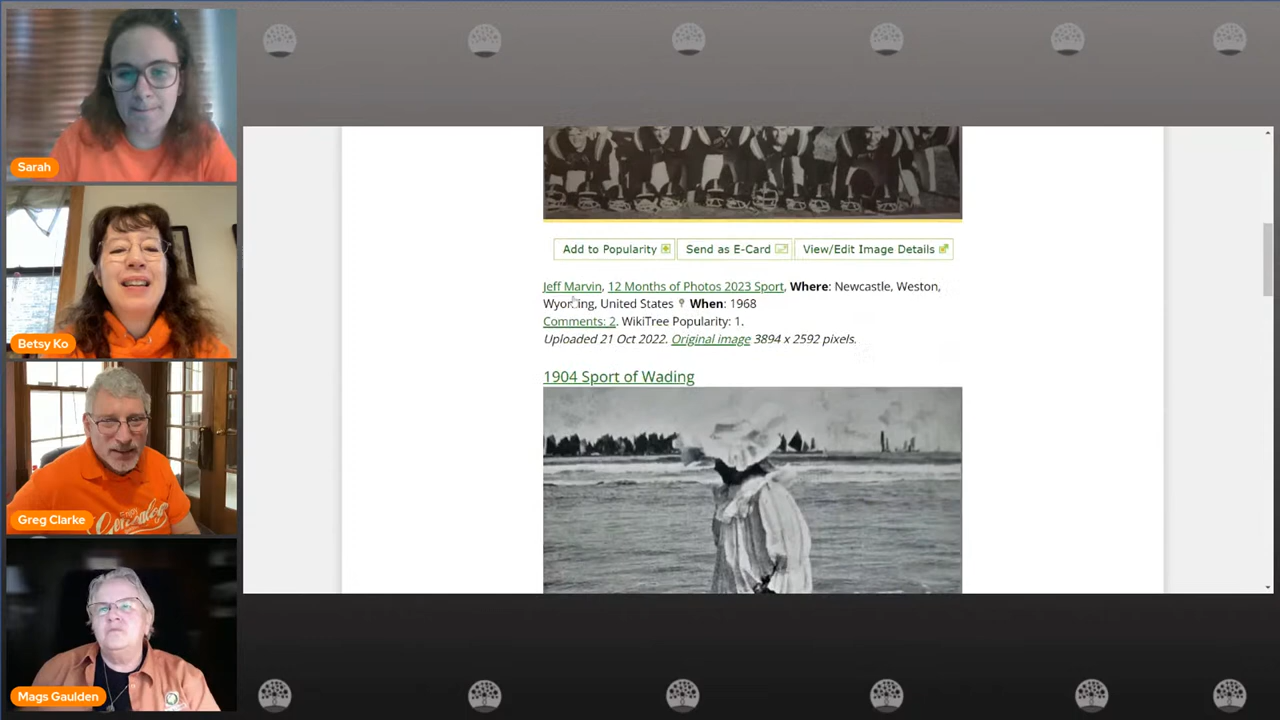 Sarah
Betsy Ko
Greg Clarke
Mags Gaulden
Add to Popularity
Send as E-Card
View/Edit Image Details
Jeff Marvin, 12 Months of Photos 2023 Sport, Where: Newcastle, Weston,
Wyoming, United States When: 1968
Comments: 2. WikiTree Popularity: 1.
Uploaded 21 Oct 2022. Original image 3894 x 2592 pixels.
1904 Sport of Wading